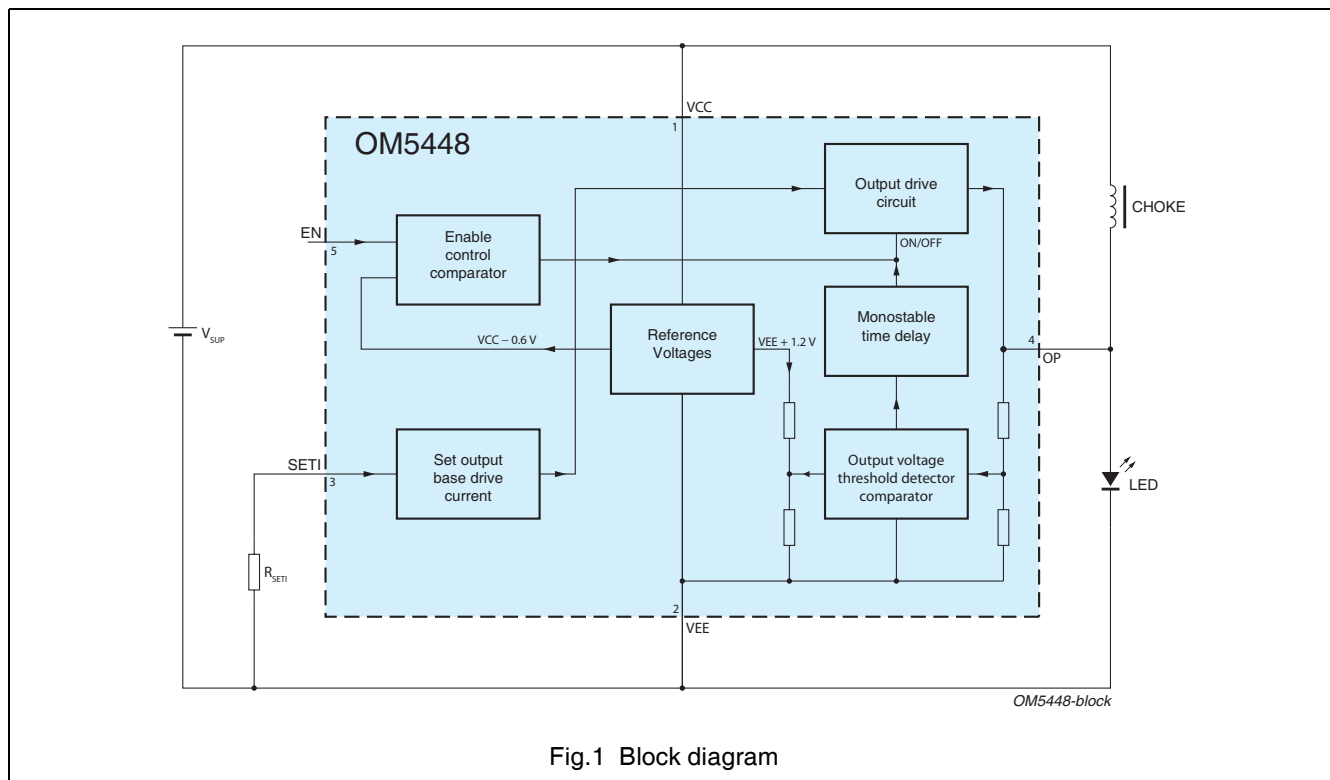 VCC
1
OM5448
Output drive
circuit
CHOKE
EN
5
Enable
control
comparator
ON/OFF
Monostable
time delay
Reference
Voltages
V_SUP
VCC – 0.6 V
VEE + 1.2 V
4
OP
SETI
3
Set output
base drive
current
Output voltage
threshold detector
comparator
LED
R_SETI
2
VEE
OM5448-block
Fig.1 Block diagram